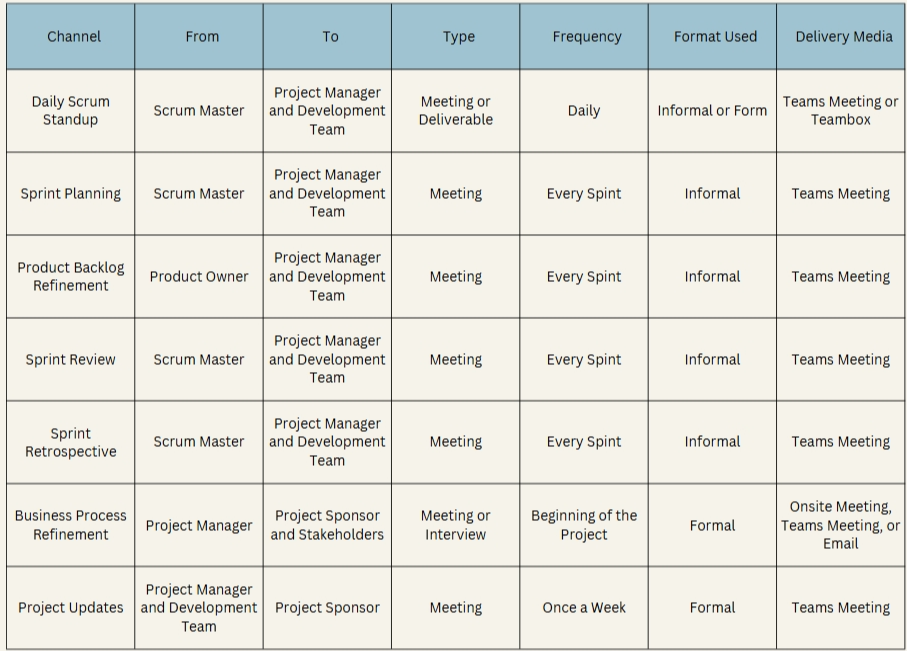 Channel From To Type Frequency Format Used Delivery Media
Daily Scrum
Standup
Scrum Master
Project Manager
and Development
Team
Meeting or
Deliverable
Daily
Informal or Form
Teams Meeting or
Teambox
Sprint Planning
Scrum Master
Project Manager
and Development
Team
Meeting
Every Spint
Informal
Teams Meeting
Product Backlog
Refinement
Product Owner
Project Manager
and Development
Team
Meeting
Every Spint
Informal
Teams Meeting
Sprint Review
Scrum Master
Project Manager
and Development
Team
Meeting
Every Spint
Informal
Teams Meeting
Sprint
Retrospective
Scrum Master
Project Manager
and Development
Team
Meeting
Every Spint
Informal
Teams Meeting
Business Process
Refinement
Project Manager
Project Sponsor
and Stakeholders
Meeting or
Interview
Beginning of the
Project
Formal
Onsite Meeting,
Teams Meeting, or
Email
Project Updates
Project Manager
and Development
Team
Project Sponsor
Meeting
Once a Week
Formal
Teams Meeting